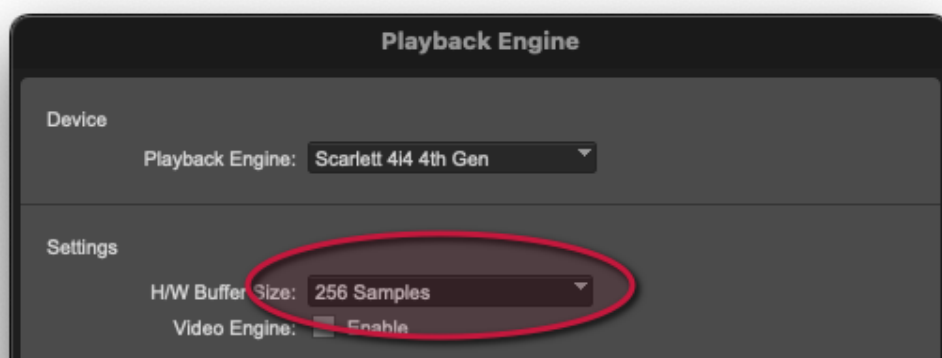 Playback Engine
Device
Playback Engine: Scarlett 4i4 4th Gen
Settings
H/W Buffer Size: 256 Samples
Video Engine: Enable